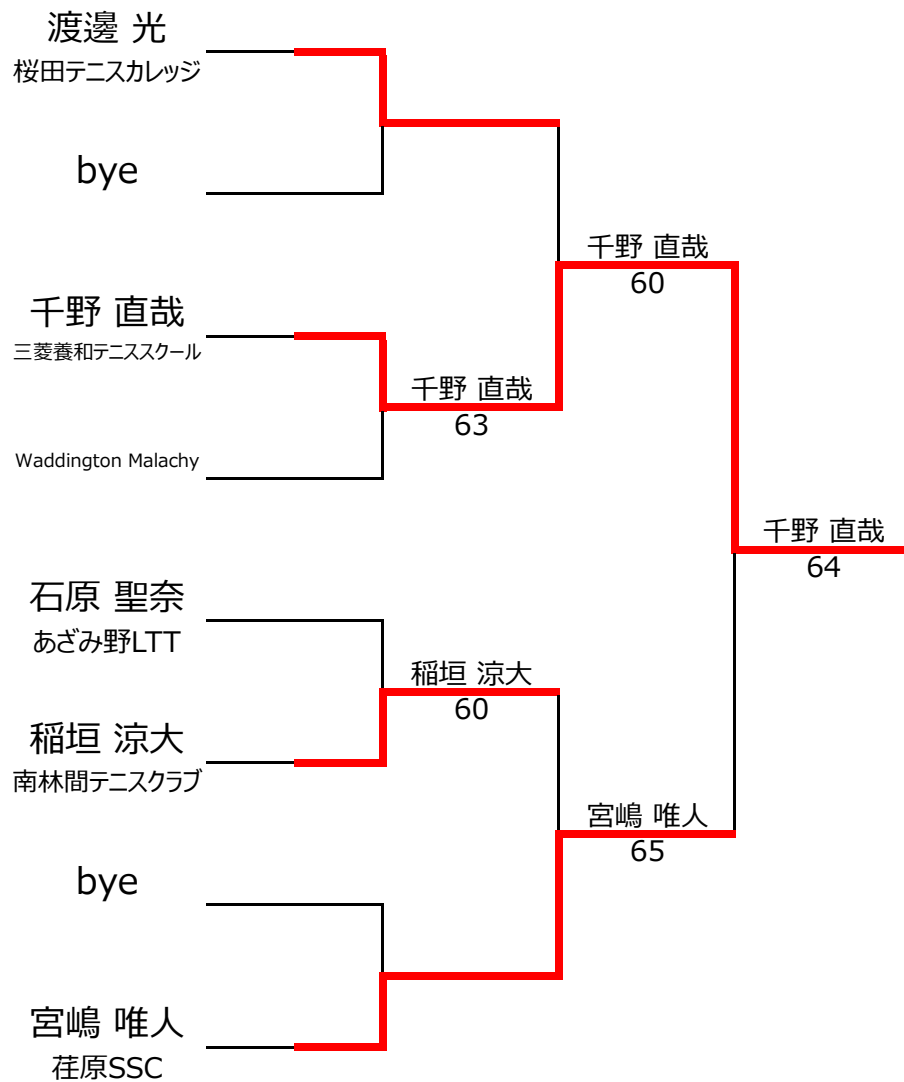 渡邊 光
桜田テニスカレッジ
bye
千野 直哉
60
千野 直哉
三菱養和テニススクール
千野 直哉
63
Waddington Malachy
千野 直哉
64
石原 聖奈
あざみ野LTT
稲垣 涼大
60
稲垣 涼大
南林間テニスクラブ
宮嶋 唯人
65
bye
宮嶋 唯人
荏原SSC